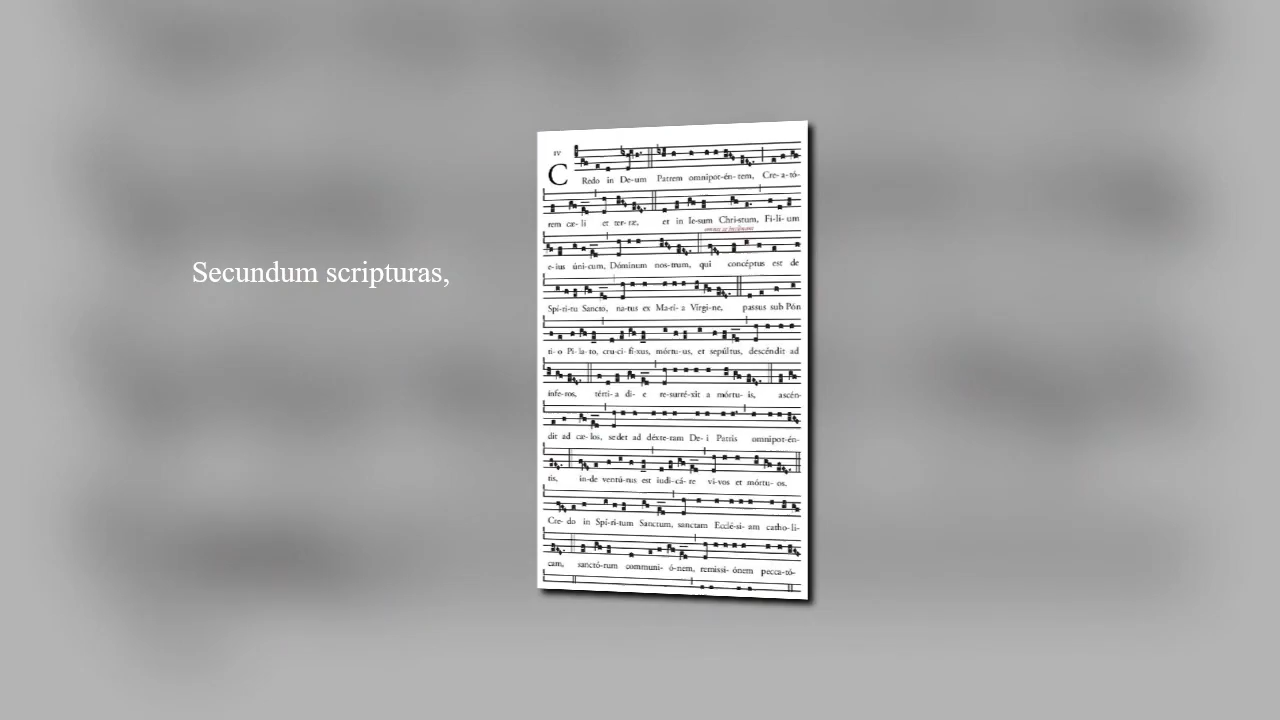 Secundum scripturas,
IV
Credo in De-um Patrem omnipot-én-tem, Cre-a-tó-
rem cæ-li et ter-ræ, et in Ie-sum Chri-stum, Fi-li-um
e-ius úni-cum, Dóminum nos-trum, qui concéptus est de
Spí-ri-tu Sancto, na-tus ex Ma-rí-a Virgi-ne, passus sub Pón
ti-o Pi-la-to, cru-ci-fi-xus, mórtu-us, et sepúltus, descéndit ad
ínfe-ros, térti-a di-e re-surré-xit a mórtu-is, ascén-
dit ad cæ-los, sedet ad déxte-ram De-i Patris omnipot-én-
tis, in-de ventú-rus est iudi-cá-re vi-vos et mórtu-os,
Cre-do in Spí-ri-tum Sanctum, sanctam Ecclé-si-am catho-li-
cam, sanctó-rum communi-ó-nem, remissi-ónem pecca-tó-